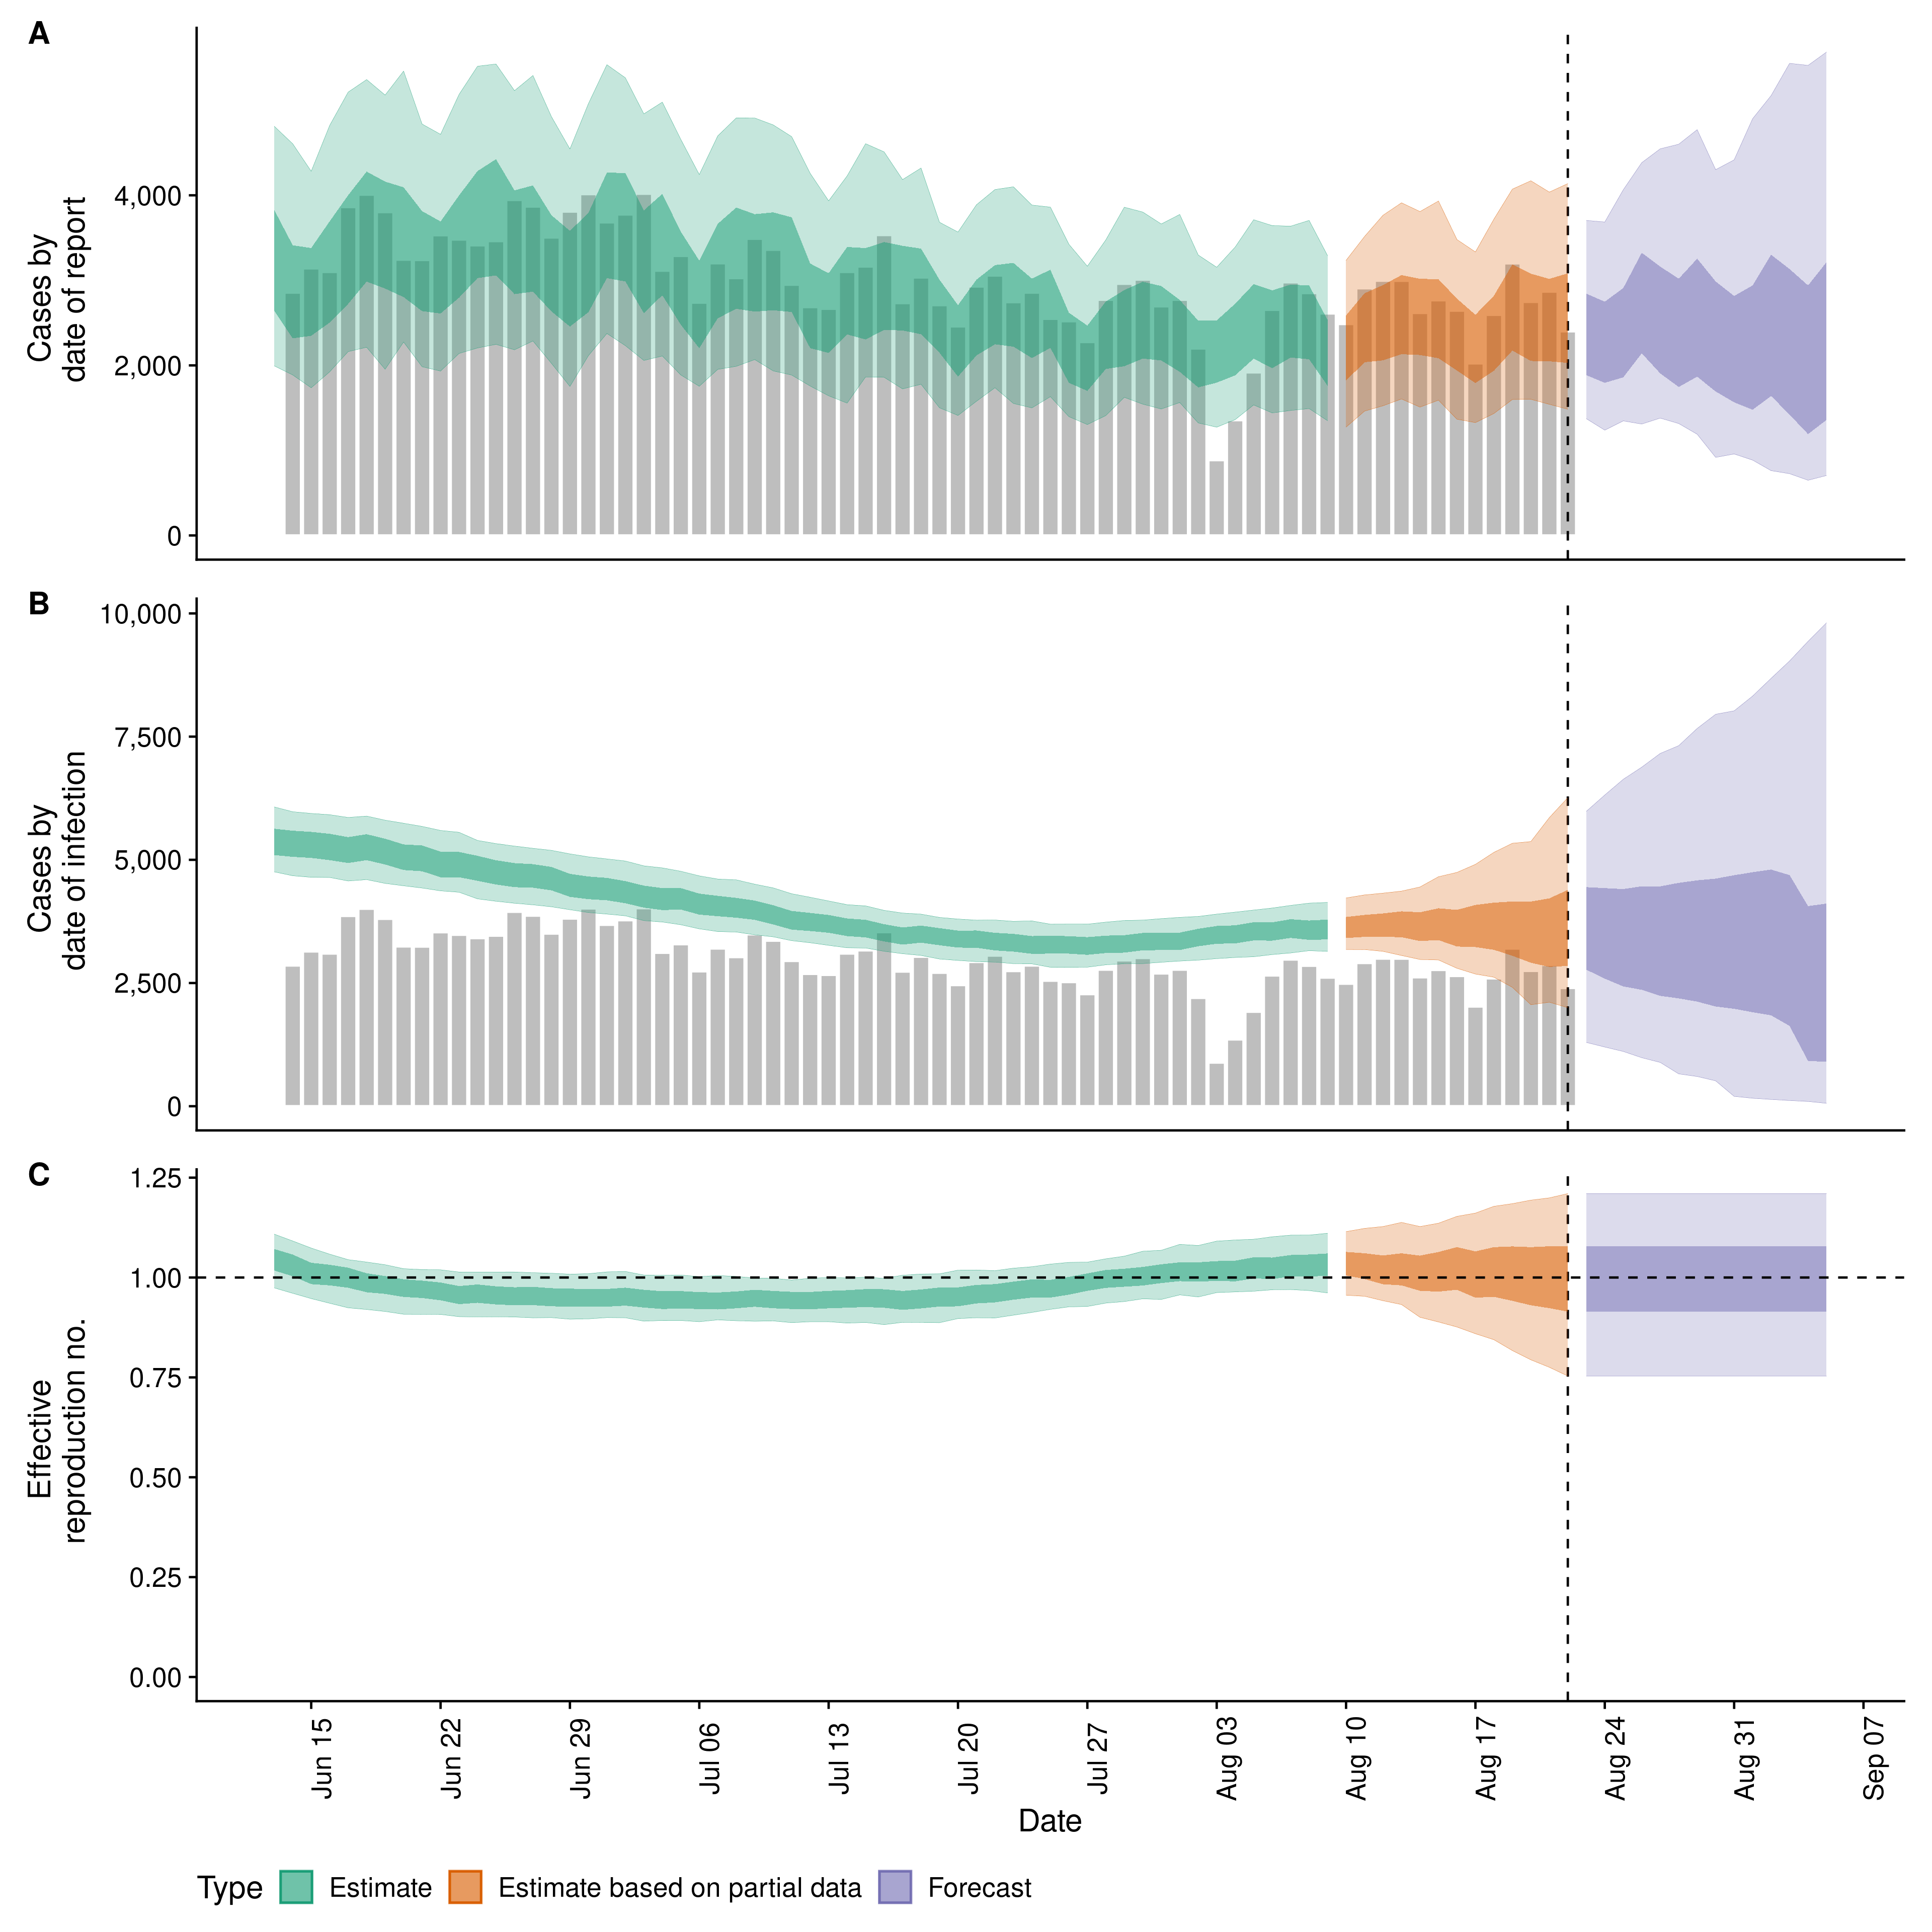 A
Cases by
date of report
4,000
2,000
0
B
Cases by
date of infection
10,000
7,500
5,000
2,500
0
C
Effective
reproduction no.
1.25
1.00
0.75
0.50
0.25
0.00
Jun 15
Jun 22
Jun 29
Jul 06
Jul 13
Jul 20
Jul 27
Aug 03
Aug 10
Aug 17
Aug 24
Aug 31
Sep 07
Date
Type Estimate Estimate based on partial data Forecast